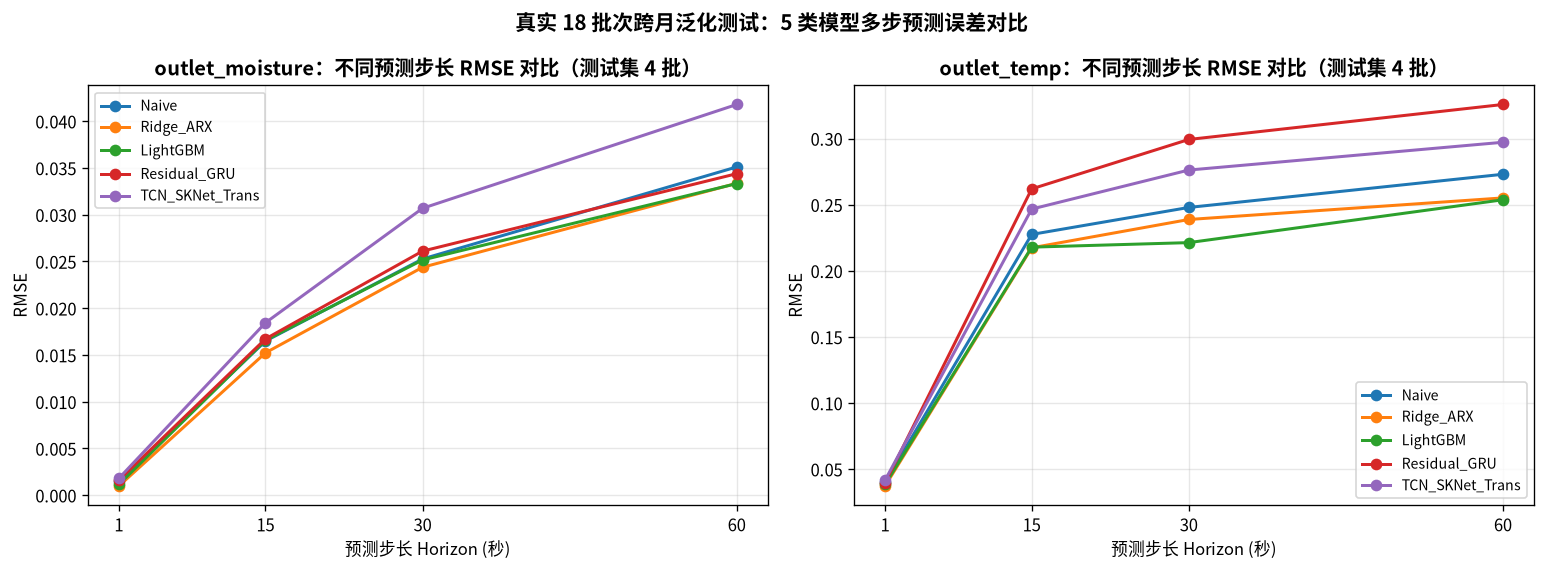 真实 18 批次跨月泛化测试：5 类模型多步预测误差对比
outlet_moisture：不同预测步长 RMSE 对比（测试集 4 批）
RMSE
0.040
0.035
0.030
0.025
0.020
0.015
0.010
0.005
0.000
Naive
Ridge_ARX
LightGBM
Residual_GRU
TCN_SKNet_Trans
1
15
30
60
预测步长 Horizon (秒)
outlet_temp：不同预测步长 RMSE 对比（测试集 4 批）
RMSE
0.30
0.25
0.20
0.15
0.10
0.05
Naive
Ridge_ARX
LightGBM
Residual_GRU
TCN_SKNet_Trans
1
15
30
60
预测步长 Horizon (秒)